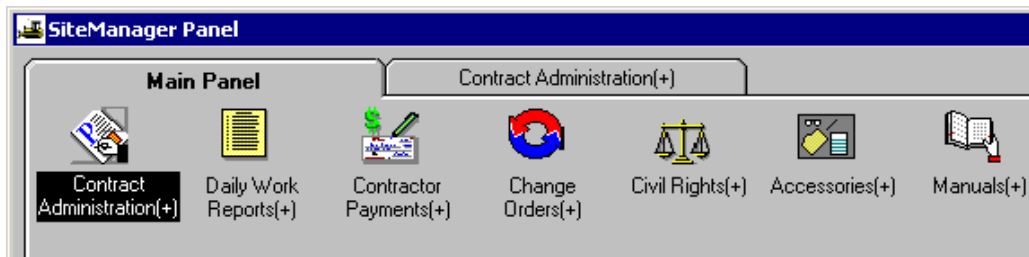 SiteManager Panel
Main Panel
Contract Administration(+)
Contract
Administration(+)
Daily Work
Reports(+)
Contractor
Payments(+)
Change
Orders(+)
Civil Rights(+)
Accessories(+)
Manuals(+)